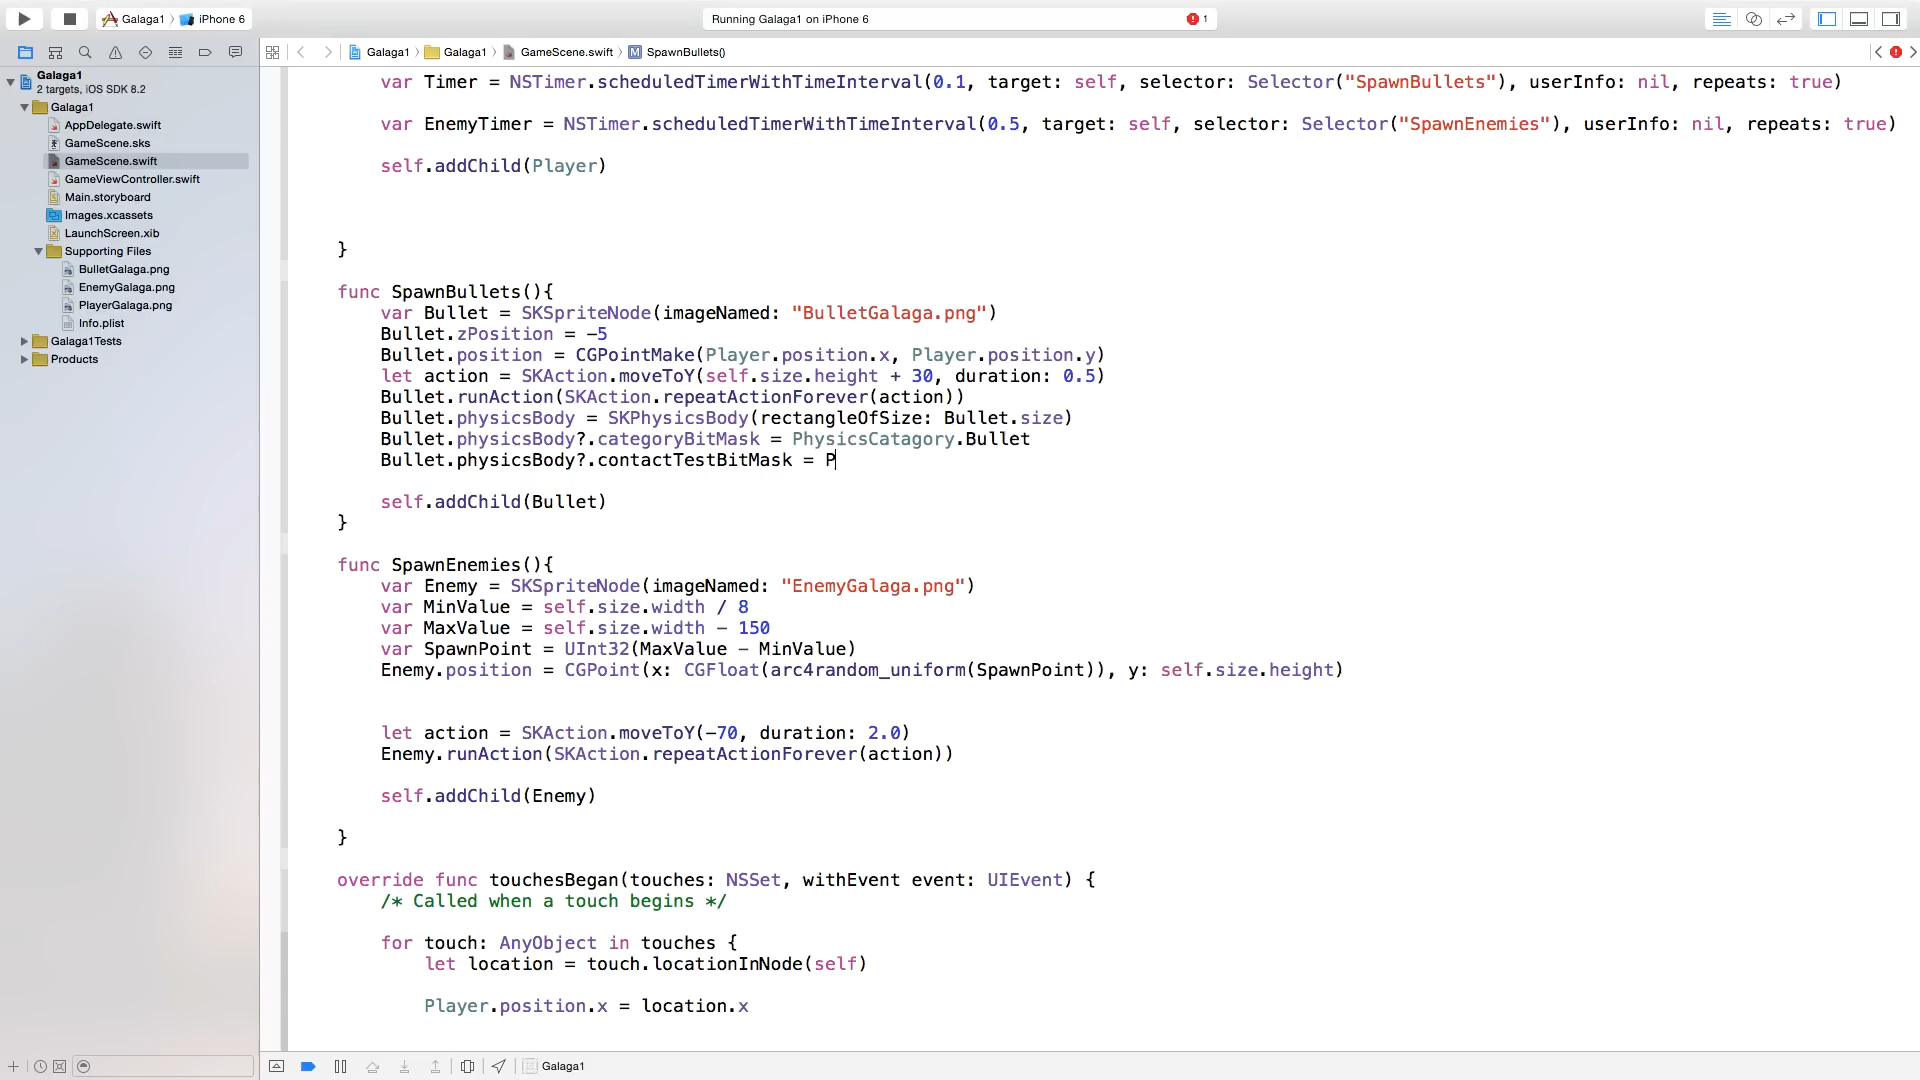 Galaga1 iPhone 6
Running Galaga1 on iPhone 6
1
Galaga1 Galaga1 GameScene.swift M SpawnBullets()
Galaga1
2 targets, iOS SDK 8.2
Galaga1
AppDelegate.swift
GameScene.sks
GameScene.swift
GameViewController.swift
Main.storyboard
Images.xcassets
LaunchScreen.xib
Supporting Files
BulletGalaga.png
EnemyGalaga.png
PlayerGalaga.png
Info.plist
Galaga1Tests
Products
var Timer = NSTimer.scheduledTimerWithTimeInterval(0.1, target: self, selector: Selector("SpawnBullets"), userInfo: nil, repeats: true)
var EnemyTimer = NSTimer.scheduledTimerWithTimeInterval(0.5, target: self, selector: Selector("SpawnEnemies"), userInfo: nil, repeats: true)
self.addChild(Player)
}
func SpawnBullets(){
var Bullet = SKSpriteNode(imageNamed: "BulletGalaga.png")
Bullet.zPosition = -5
Bullet.position = CGPointMake(Player.position.x, Player.position.y)
let action = SKAction.moveToY(self.size.height + 30, duration: 0.5)
Bullet.runAction(SKAction.repeatActionForever(action))
Bullet.physicsBody = SKPhysicsBody(rectangleOfSize: Bullet.size)
Bullet.physicsBody?.categoryBitMask = PhysicsCatagory.Bullet
Bullet.physicsBody?.contactTestBitMask = P
self.addChild(Bullet)
}
func SpawnEnemies(){
var Enemy = SKSpriteNode(imageNamed: "EnemyGalaga.png")
var MinValue = self.size.width / 8
var MaxValue = self.size.width - 150
var SpawnPoint = UInt32(MaxValue - MinValue)
Enemy.position = CGPoint(x: CGFloat(arc4random_uniform(SpawnPoint)), y: self.size.height)
let action = SKAction.moveToY(-70, duration: 2.0)
Enemy.runAction(SKAction.repeatActionForever(action))
self.addChild(Enemy)
}
override func touchesBegan(touches: NSSet, withEvent event: UIEvent) {
/* Called when a touch begins */
for touch: AnyObject in touches {
let location = touch.locationInNode(self)
Player.position.x = location.x
Galaga1